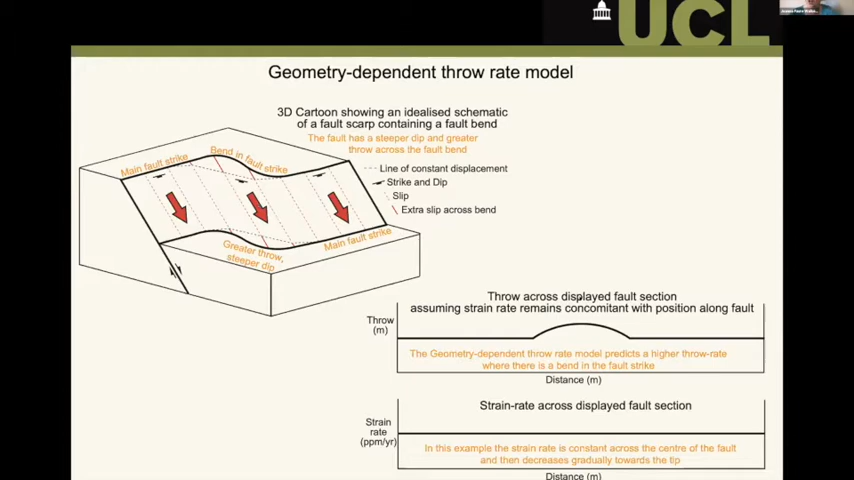 UCL
Geometry-dependent throw rate model
3D Cartoon showing an idealised schematic
of a fault scarp containing a fault bend
The fault has a steeper dip and greater
throw across the fault bend
Main fault strike
Bend in fault strike
Line of constant displacement
Strike and Dip
Slip
Extra slip across bend
Greater throw,
steeper dip
Main fault strike
Throw across displayed fault section
assuming strain rate remains concomitant with position along fault
Throw
(m)
The Geometry-dependent throw rate model predicts a higher throw-rate
where there is a bend in the fault strike
Distance (m)
Strain-rate across displayed fault section
Strain
rate
(ppm/yr)
In this example the strain rate is constant across the centre of the fault
and then decreases gradually towards the tip
Distance (m)